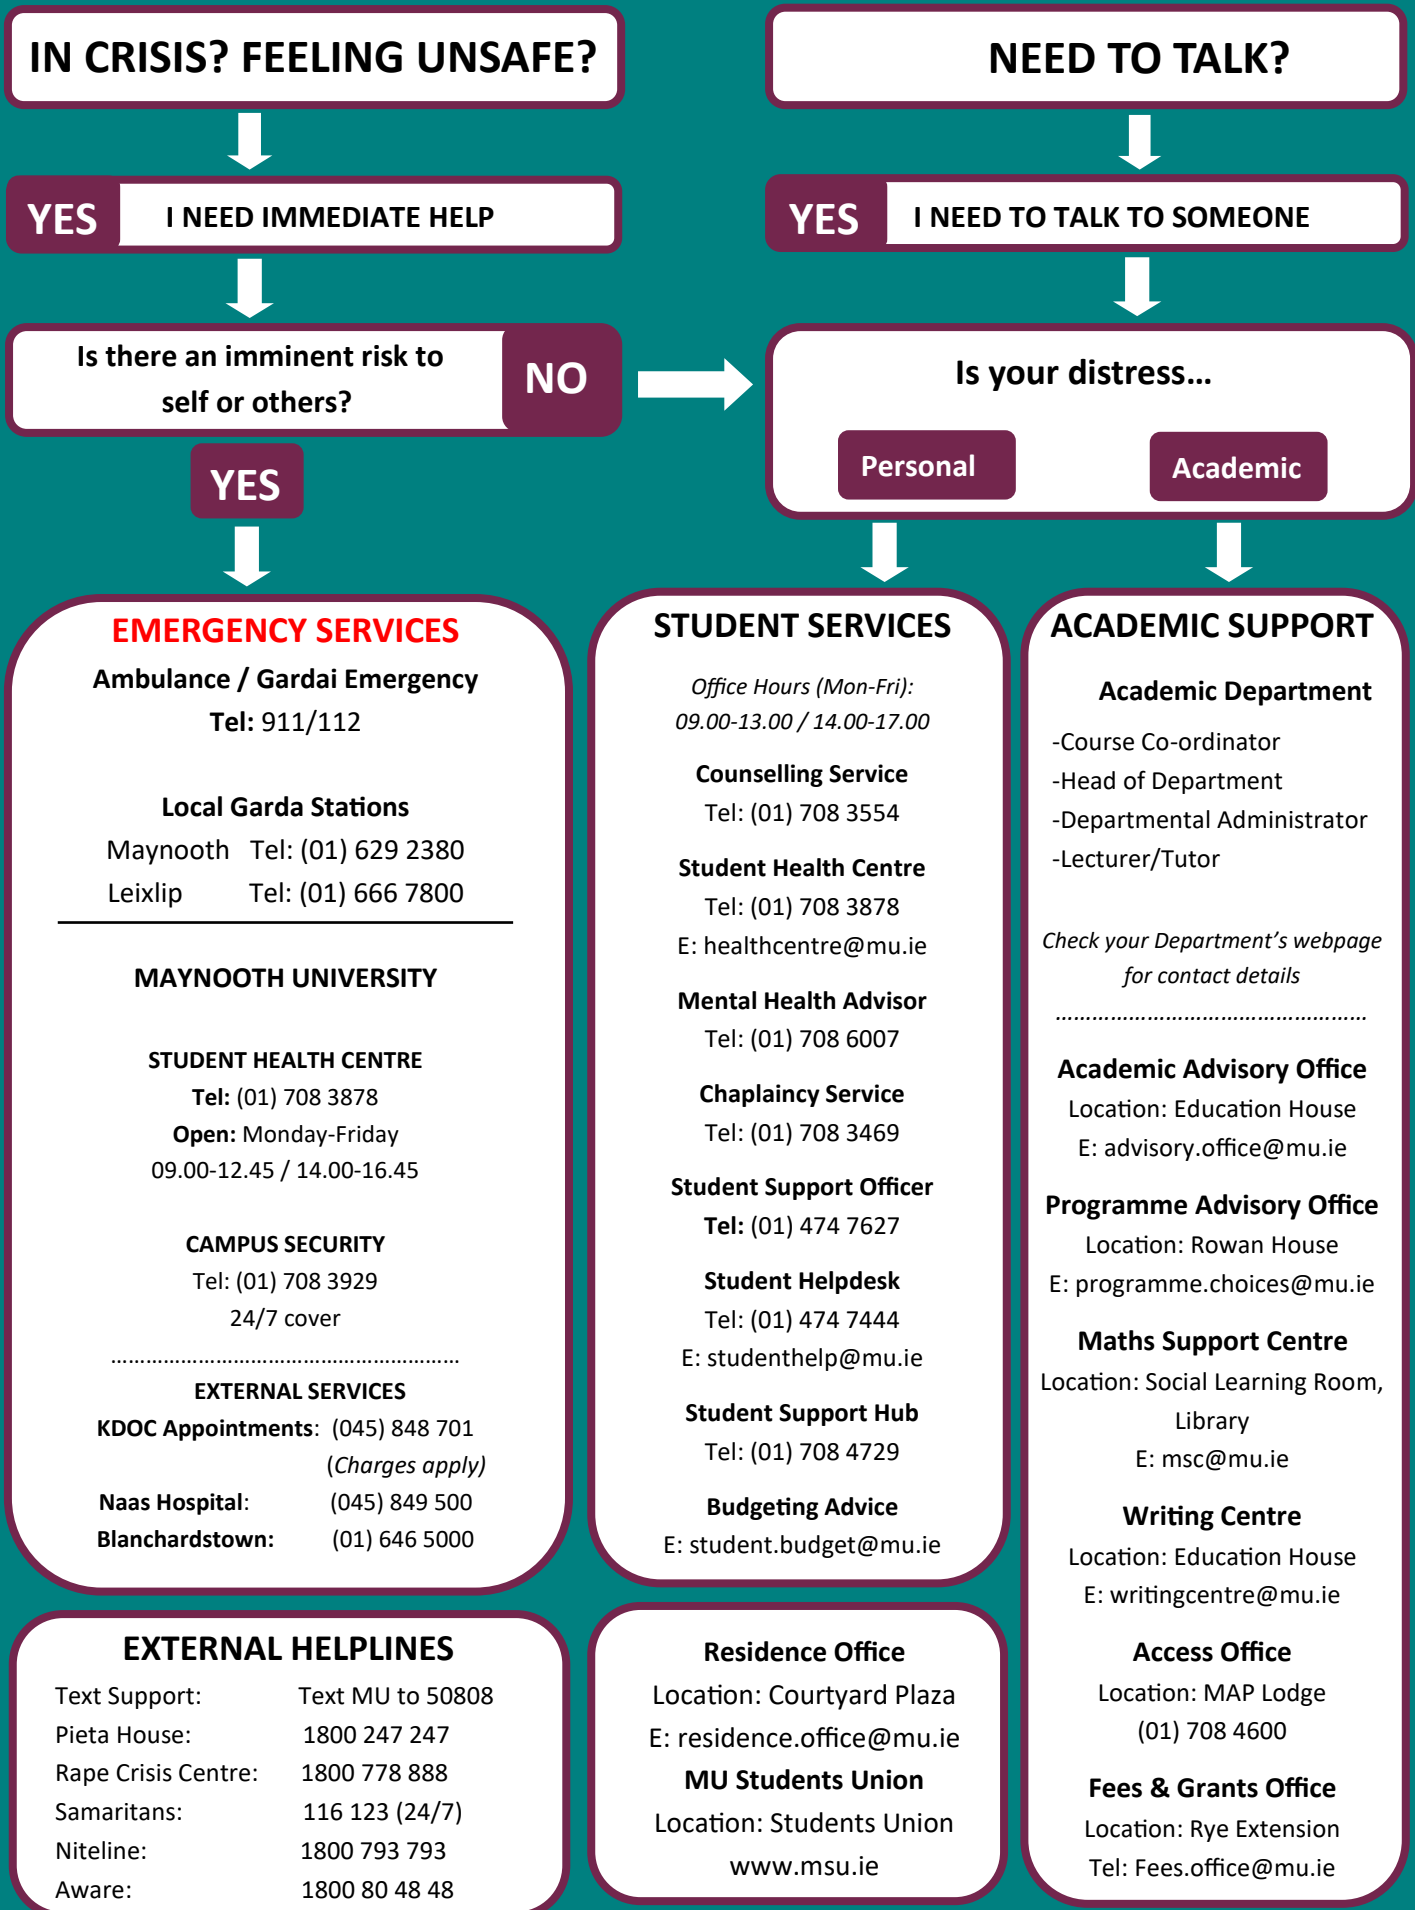 IN CRISIS? FEELING UNSAFE?
YES I NEED IMMEDIATE HELP
Is there an imminent risk to
self or others?
NO
YES
NEED TO TALK?
YES I NEED TO TALK TO SOMEONE
Is your distress...
Personal Academic
EMERGENCY SERVICES
Ambulance / Gardai Emergency
Tel: 911/112
Local Garda Stations
Maynooth Tel: (01) 629 2380
Leixlip Tel: (01) 666 7800
MAYNOOTH UNIVERSITY
STUDENT HEALTH CENTRE
Tel: (01) 708 3878
Open: Monday-Friday
09.00-12.45 / 14.00-16.45
CAMPUS SECURITY
Tel: (01) 708 3929
24/7 cover
............................................................
EXTERNAL SERVICES
KDOC Appointments: (045) 848 701
(Charges apply)
Naas Hospital: (045) 849 500
Blanchardstown: (01) 646 5000
EXTERNAL HELPLINES
Text Support: Text MU to 50808
Pieta House: 1800 247 247
Rape Crisis Centre: 1800 778 888
Samaritans: 116 123 (24/7)
Niteline: 1800 793 793
Aware: 1800 80 48 48
STUDENT SERVICES
Office Hours (Mon-Fri):
09.00-13.00 / 14.00-17.00
Counselling Service
Tel: (01) 708 3554
Student Health Centre
Tel: (01) 708 3878
E: healthcentre@mu.ie
Mental Health Advisor
Tel: (01) 708 6007
Chaplaincy Service
Tel: (01) 708 3469
Student Support Officer
Tel: (01) 474 7627
Student Helpdesk
Tel: (01) 474 7444
E: studenthelp@mu.ie
Student Support Hub
Tel: (01) 708 4729
Budgeting Advice
E: student.budget@mu.ie
Residence Office
Location: Courtyard Plaza
E: residence.office@mu.ie
MU Students Union
Location: Students Union
www.msu.ie
ACADEMIC SUPPORT
Academic Department
-Course Co-ordinator
-Head of Department
-Departmental Administrator
-Lecturer/Tutor
Check your Department's webpage
for contact details
...................................................
Academic Advisory Office
Location: Education House
E: advisory.office@mu.ie
Programme Advisory Office
Location: Rowan House
E: programme.choices@mu.ie
Maths Support Centre
Location: Social Learning Room,
Library
E: msc@mu.ie
Writing Centre
Location: Education House
E: writingcentre@mu.ie
Access Office
Location: MAP Lodge
(01) 708 4600
Fees & Grants Office
Location: Rye Extension
Tel: Fees.office@mu.ie